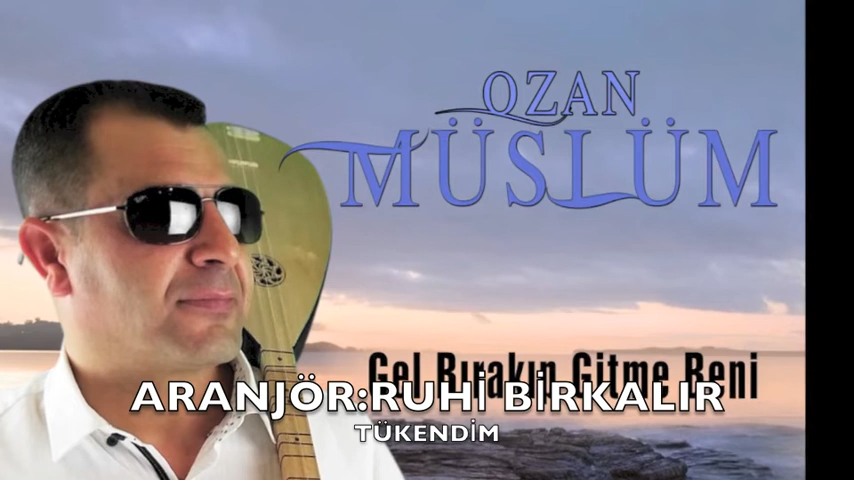 OZAN
MÜSLÜM
Gel Bırakın Gitme Beni
ARANJÖR:RUHİ BİRKALIR
TÜKENDİM